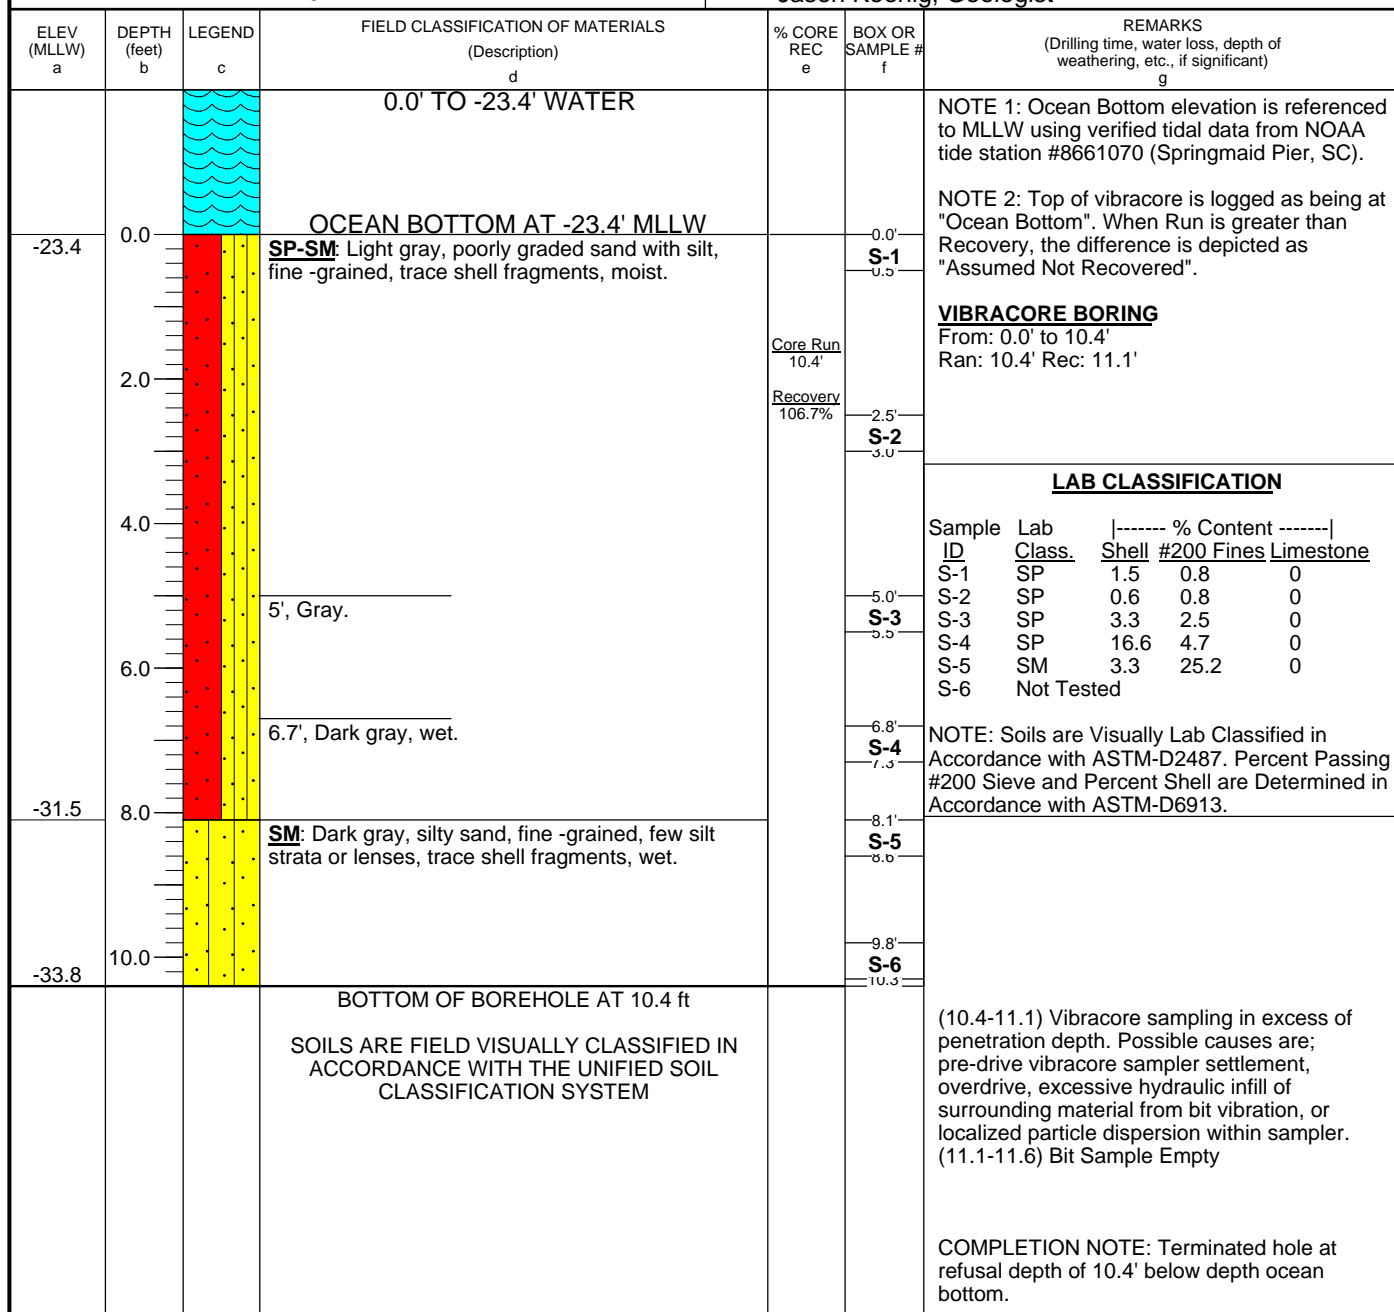 Jason Koenig, Geologist
ELEV (MLLW) a
DEPTH (feet) b
LEGEND c
FIELD CLASSIFICATION OF MATERIALS
(Description)
d
% CORE REC e
BOX OR SAMPLE # f
REMARKS
(Drilling time, water loss, depth of
weathering, etc., if significant)
g
0.0' TO -23.4' WATER
OCEAN BOTTOM AT -23.4' MLLW
-23.4
0.0
SP-SM: Light gray, poorly graded sand with silt,
fine -grained, trace shell fragments, moist.
2.0
4.0
5', Gray.
6.0
6.7', Dark gray, wet.
-31.5
8.0
SM: Dark gray, silty sand, fine -grained, few silt
strata or lenses, trace shell fragments, wet.
10.0
-33.8
BOTTOM OF BOREHOLE AT 10.4 ft
SOILS ARE FIELD VISUALLY CLASSIFIED IN
ACCORDANCE WITH THE UNIFIED SOIL
CLASSIFICATION SYSTEM
Core Run
10.4'
Recovery
106.7%
0.0'
S-1
0.5'
2.5'
S-2
3.0'
5.0'
S-3
5.5'
6.8'
S-4
7.3'
8.1'
S-5
8.6'
9.8'
S-6
10.3'
NOTE 1: Ocean Bottom elevation is referenced
to MLLW using verified tidal data from NOAA
tide station #8661070 (Springmaid Pier, SC).
NOTE 2: Top of vibracore is logged as being at
"Ocean Bottom". When Run is greater than
Recovery, the difference is depicted as
"Assumed Not Recovered".
VIBRACORE BORING
From: 0.0' to 10.4'
Ran: 10.4' Rec: 11.1'
LAB CLASSIFICATION
Sample Lab |------- % Content -------|
ID Class. Shell #200 Fines Limestone
S-1 SP 1.5 0.8 0
S-2 SP 0.6 0.8 0
S-3 SP 3.3 2.5 0
S-4 SP 16.6 4.7 0
S-5 SM 3.3 25.2 0
S-6 Not Tested
NOTE: Soils are Visually Lab Classified in
Accordance with ASTM-D2487. Percent Passing
#200 Sieve and Percent Shell are Determined in
Accordance with ASTM-D6913.
(10.4-11.1) Vibracore sampling in excess of
penetration depth. Possible causes are;
pre-drive vibracore sampler settlement,
overdrive, excessive hydraulic infill of
surrounding material from bit vibration, or
localized particle dispersion within sampler.
(11.1-11.6) Bit Sample Empty
COMPLETION NOTE: Terminated hole at
refusal depth of 10.4' below depth ocean
bottom.